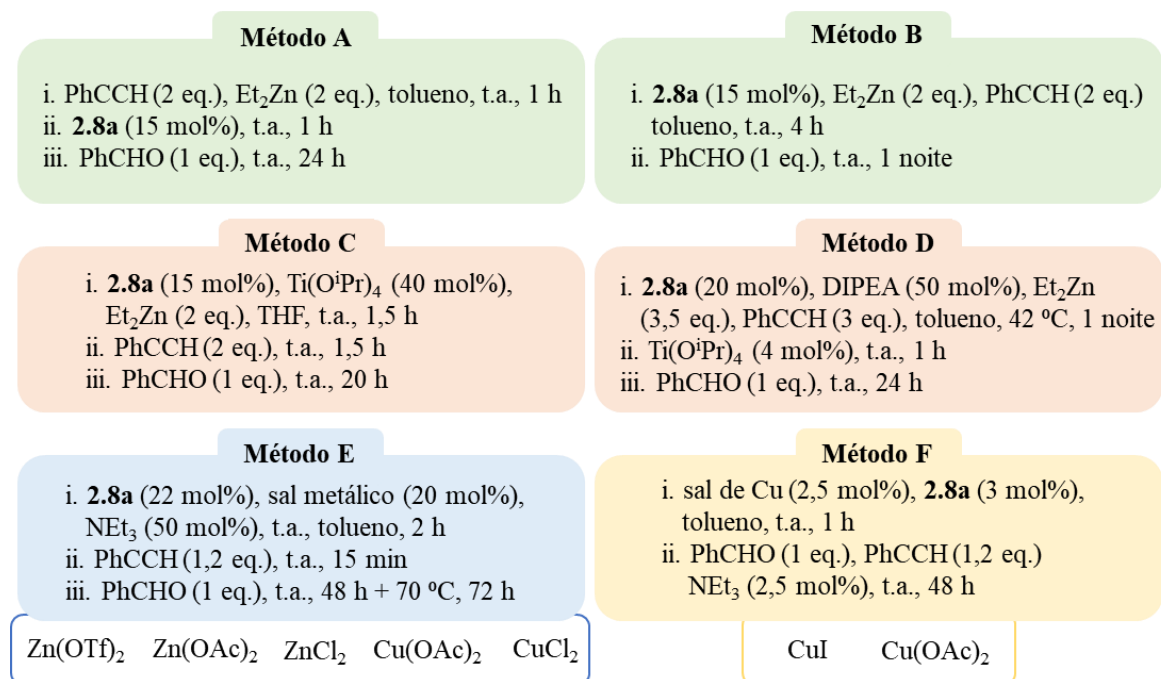 Método A
i. PhCCH (2 eq.), Et₂Zn (2 eq.), tolueno, t.a., 1 h
ii. 2.8a (15 mol%), t.a., 1 h
iii. PhCHO (1 eq.), t.a., 24 h
Método B
i. 2.8a (15 mol%), Et₂Zn (2 eq.), PhCCH (2 eq.)
tolueno, t.a., 4 h
ii. PhCHO (1 eq.), t.a., 1 noite
Método C
i. 2.8a (15 mol%), Ti(OⁱPr)₄ (40 mol%),
Et₂Zn (2 eq.), THF, t.a., 1,5 h
ii. PhCCH (2 eq.), t.a., 1,5 h
iii. PhCHO (1 eq.), t.a., 20 h
Método D
i. 2.8a (20 mol%), DIPEA (50 mol%), Et₂Zn
(3,5 eq.), PhCCH (3 eq.), tolueno, 42 ⁰C, 1 noite
ii. Ti(OⁱPr)₄ (4 mol%), t.a., 1 h
iii. PhCHO (1 eq.), t.a., 24 h
Método E
i. 2.8a (22 mol%), sal metálico (20 mol%),
NEt₃ (50 mol%), t.a., tolueno, 2 h
ii. PhCCH (1,2 eq.), t.a., 15 min
iii. PhCHO (1 eq.), t.a., 48 h + 70 ⁰C, 72 h
Zn(OTf)₂ Zn(OAc)₂ ZnCl₂ Cu(OAc)₂ CuCl₂
Método F
i. sal de Cu (2,5 mol%), 2.8a (3 mol%),
tolueno, t.a., 1 h
ii. PhCHO (1 eq.), PhCCH (1,2 eq.)
NEt₃ (2,5 mol%), t.a., 48 h
CuI Cu(OAc)₂